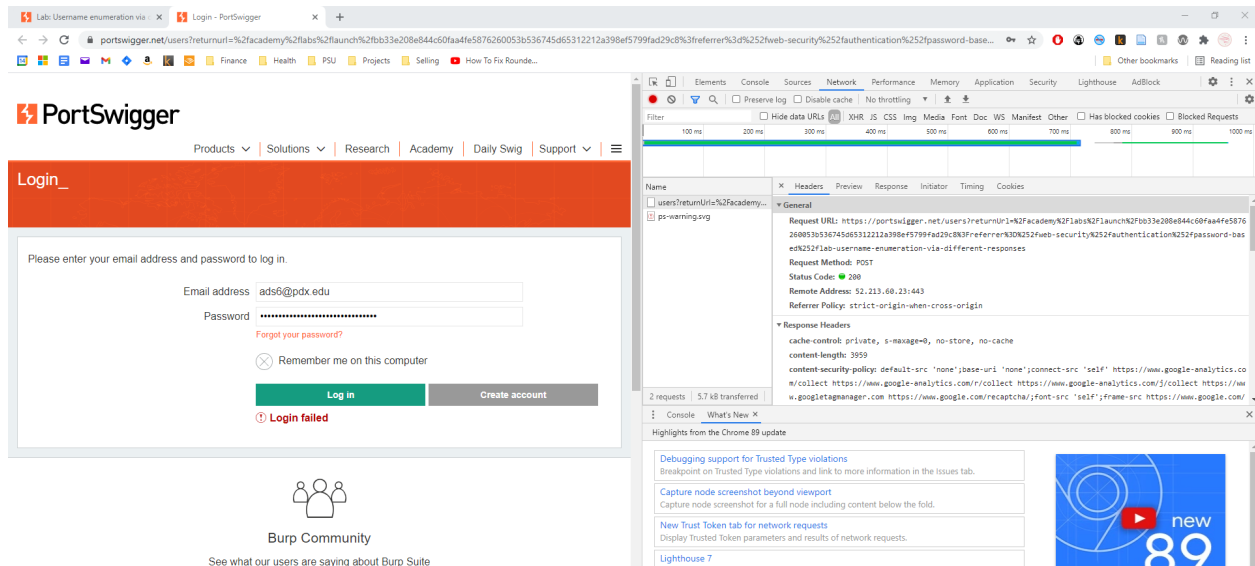 Lab: Username enumeration via
Login - PortSwigger
portswigger.net/users?returnurl=%2facademy%2flabs%2flaunch%2fbb33e208e844c60faa4fe5876260053b536745d65312212a398ef5799fad29c8%3freferrer%3d%252fweb-security%252fauthentication%252fpassword-base...
Finance
Health
PSU
Projects
Selling
How To Fix Rounde...
Other bookmarks
Reading list
PortSwigger
Products
Solutions
Research
Academy
Daily Swig
Support
Login_
Please enter your email address and password to log in.
Email address ads6@pdx.edu
Password
Forgot your password?
Remember me on this computer
Log in
Create account
Login failed
Burp Community
See what our users are saying about Burp Suite
Elements Console Sources Network Performance Memory Application Security Lighthouse AdBlock
Preserve log Disable cache No throttling
Filter Hide data URLs All XHR JS CSS Img Media Font Doc WS Manifest Other Has blocked cookies Blocked Requests
100 ms 200 ms 300 ms 400 ms 500 ms 600 ms 700 ms 800 ms 900 ms 1000 ms
Name
users?returnUrl=%2Facademy...
ps-warning.svg
2 requests 5.7 kB transferred
Headers Preview Response Initiator Timing Cookies
General
Request URL: https://portswigger.net/users?returnUrl=%2Facademy%2Flabs%2Flaunch%2Fbb33e208e844c60faa4fe5876
260053b536745d65312212a398ef5799fad29c8%3Freferrer%3D%252fweb-security%252fauthentication%252fpassword-bas
ed%252flab-username-enumeration-via-different-responses
Request Method: POST
Status Code: 200
Remote Address: 52.213.60.23:443
Referrer Policy: strict-origin-when-cross-origin
Response Headers
cache-control: private, s-maxage=0, no-store, no-cache
content-length: 3959
content-security-policy: default-src 'none';base-uri 'none';connect-src 'self' https://www.google-analytics.co
m/collect https://www.google-analytics.com/r/collect https://www.google-analytics.com/j/collect https://ww
w.googletagmanager.com https://www.google.com/recaptcha/;font-src 'self';frame-src https://www.google.com/
Console What's New
Highlights from the Chrome 89 update
Debugging support for Trusted Type violations
Breakpoint on Trusted Type violations and link to more information in the Issues tab.
Capture node screenshot beyond viewport
Capture node screenshot for a full node including content below the fold.
New Trust Token tab for network requests
Display Trusted Token parameters and results of network requests.
Lighthouse 7
new
89